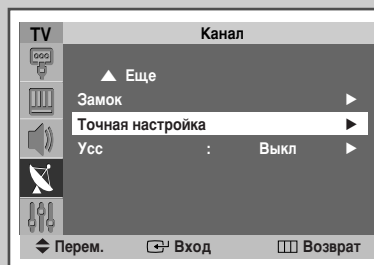 TV Канал
▲ Еще
Замок ▶
Точная настройка ▶
Усс : Выкл ▶
Перем. Вход Возврат